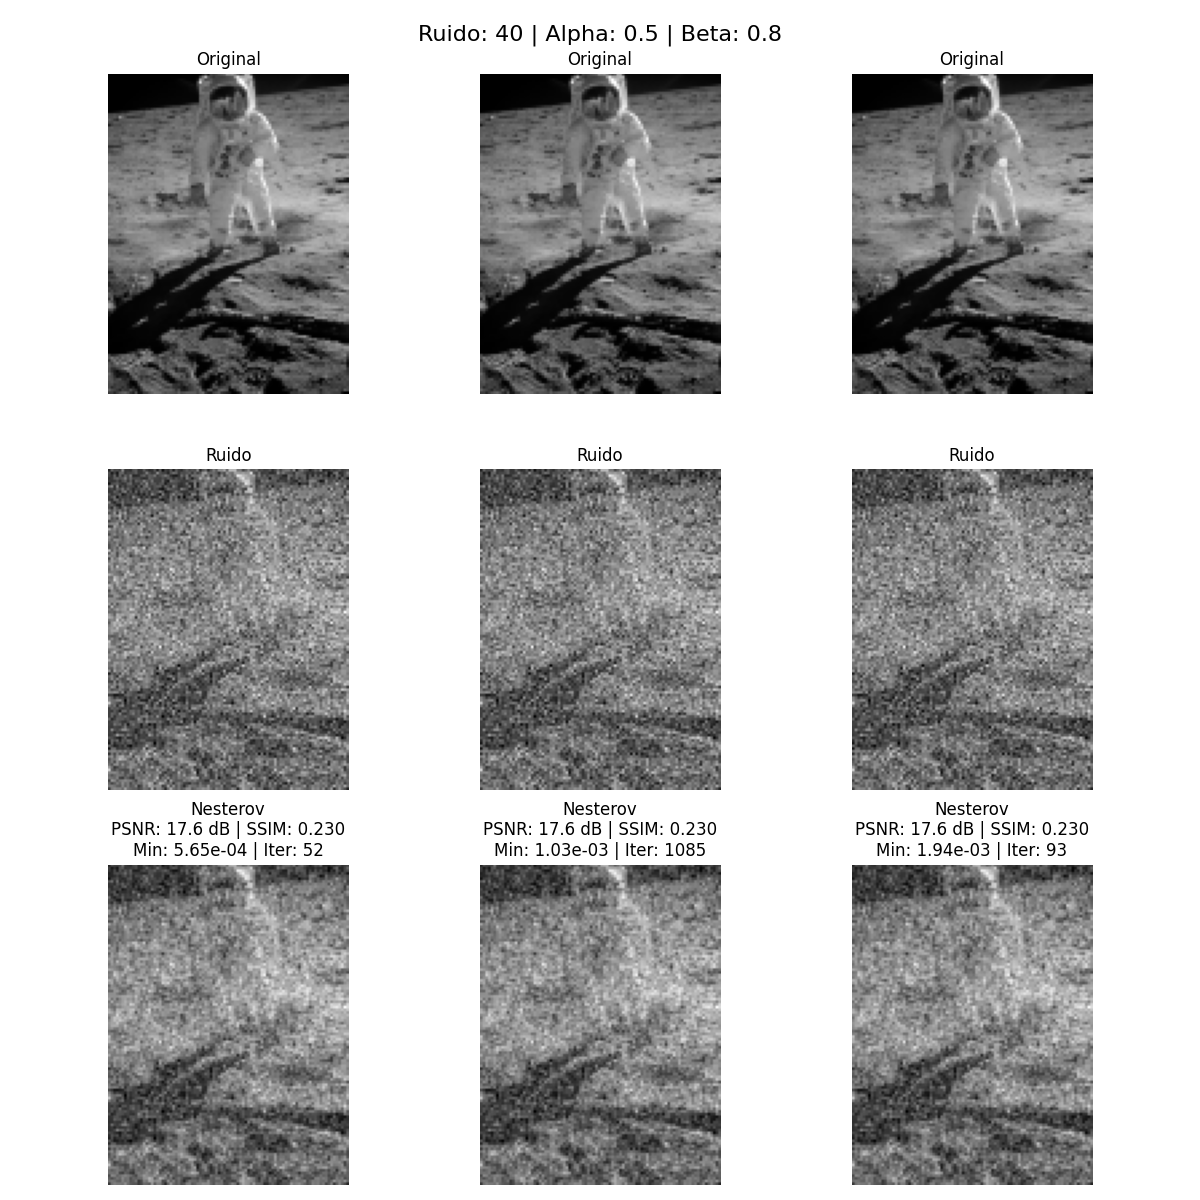 Ruido: 40 | Alpha: 0.5 | Beta: 0.8
Original
Original
Original
Ruido
Ruido
Ruido
Nesterov
PSNR: 17.6 dB | SSIM: 0.230
Min: 5.65e-04 | Iter: 52
Nesterov
PSNR: 17.6 dB | SSIM: 0.230
Min: 1.03e-03 | Iter: 1085
Nesterov
PSNR: 17.6 dB | SSIM: 0.230
Min: 1.94e-03 | Iter: 93